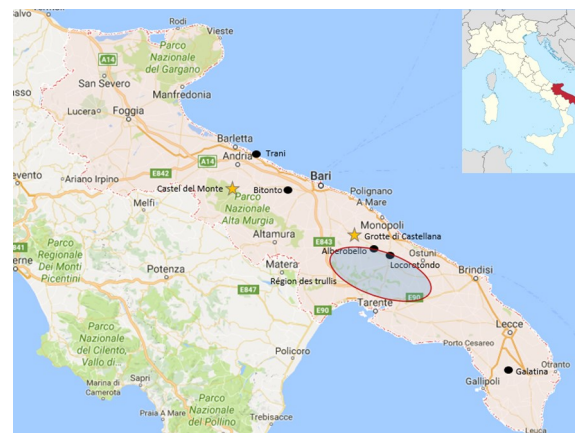 Salvo
Rodi
Vieste
Parco
Nazionale
del Gargano
A14
San Severo
Manfredonia
Lucera
Foggia
Barletta
Trani
Andria
A14
Bari
E842
Ariano Irpino
Castel del Monte
Bitonto
Polignano
A Mare
evento
Melfi
Parco
Nazionale
Alta Murgia
Monopoli
Grotte di Castellana
Altamura
E843
Alberobello
Ostuni
Locorotondo
Matera
Brindisi
Région des trullis
Parco
Regionale
Monti
Picentini
Potenza
E847
Tarente
E90
E90
Lecce
Parco
Nazionale
del Cilento,
Vallo di...
Policoro
Porto Cesareo
Otranto
Galatina
Gallipoli
Marina di
Camerota
Sapri
Praia A Mare
Parco
Nazionale
del Pollino
Trebisacce
Leuca